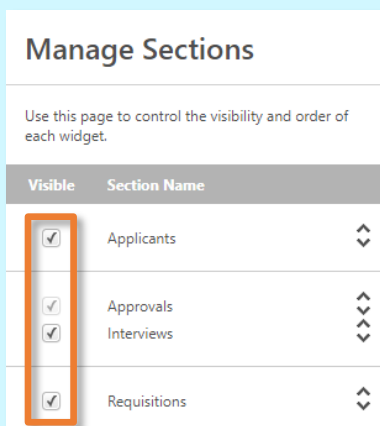 Manage Sections
Use this page to control the visibility and order of
each widget.
Visible Section Name
Applicants
Approvals
Interviews
Requisitions